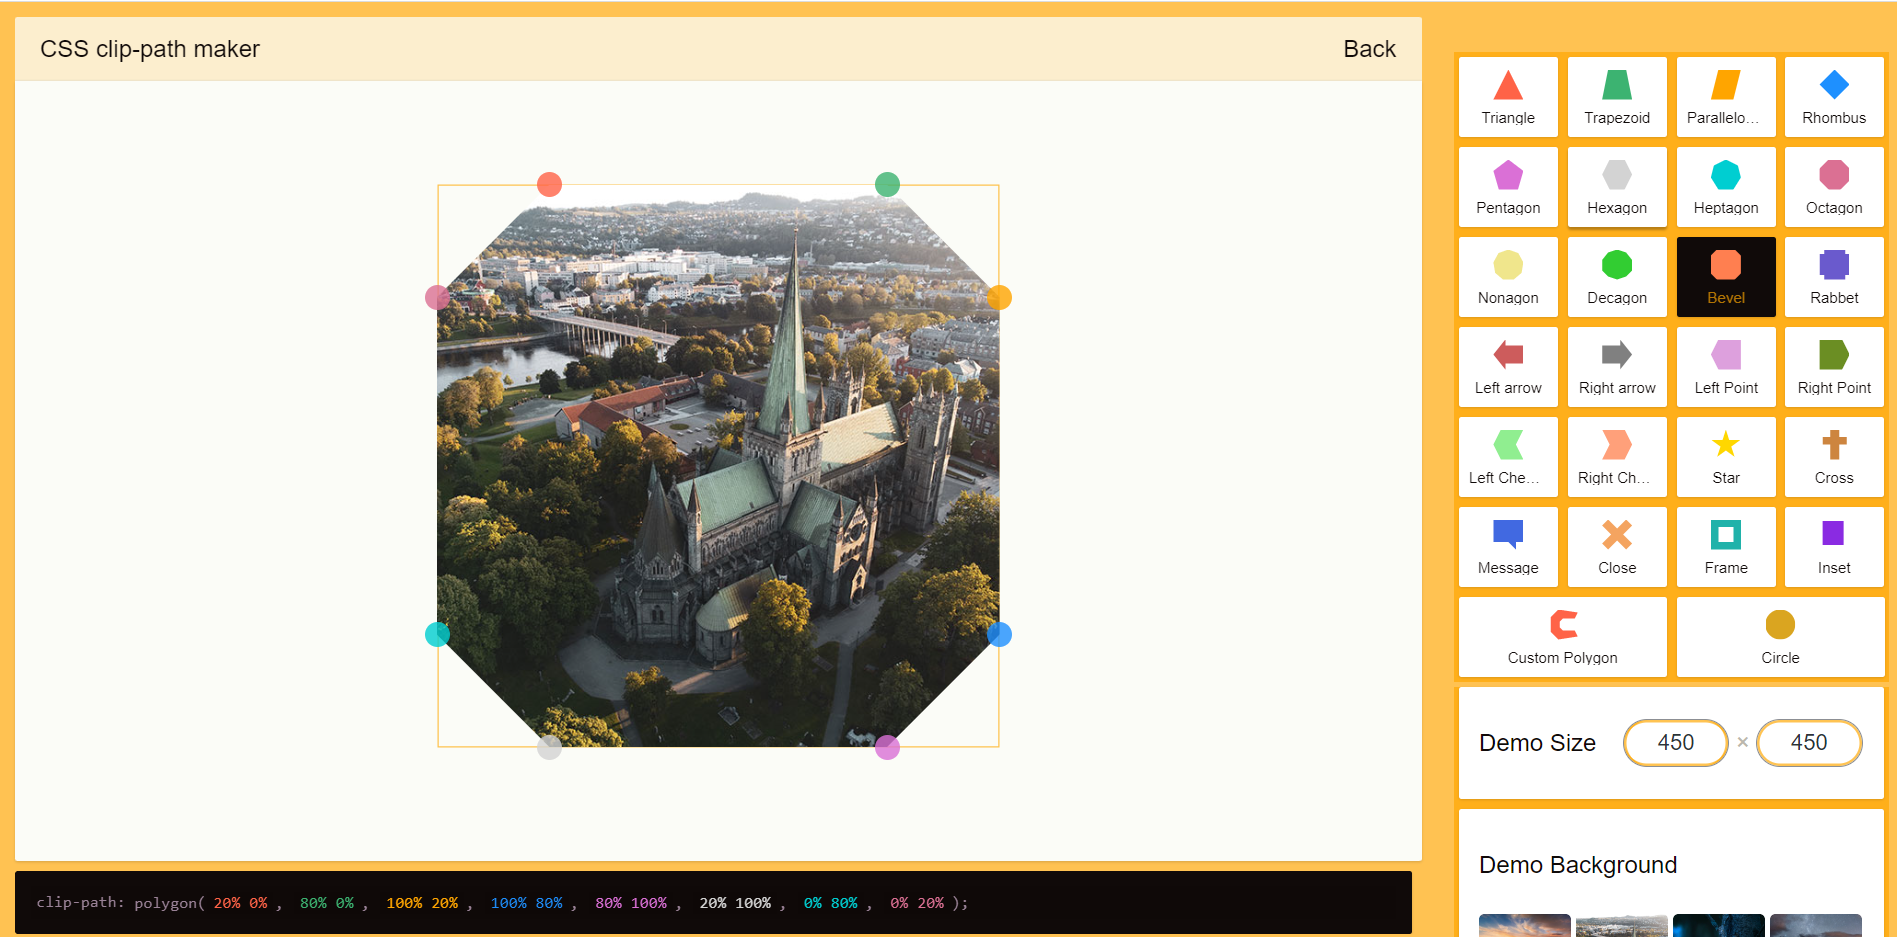 CSS clip-path maker
Back
Triangle
Trapezoid
Parallelo...
Rhombus
Pentagon
Hexagon
Heptagon
Octagon
Nonagon
Decagon
Bevel
Rabbet
Left arrow
Right arrow
Left Point
Right Point
Left Che...
Right Ch...
Star
Cross
Message
Close
Frame
Inset
Custom Polygon
Circle
Demo Size
450 × 450
Demo Background
clip-path: polygon( 20% 0% , 80% 0% , 100% 20% , 100% 80% , 80% 100% , 20% 100% , 0% 80% , 0% 20% );